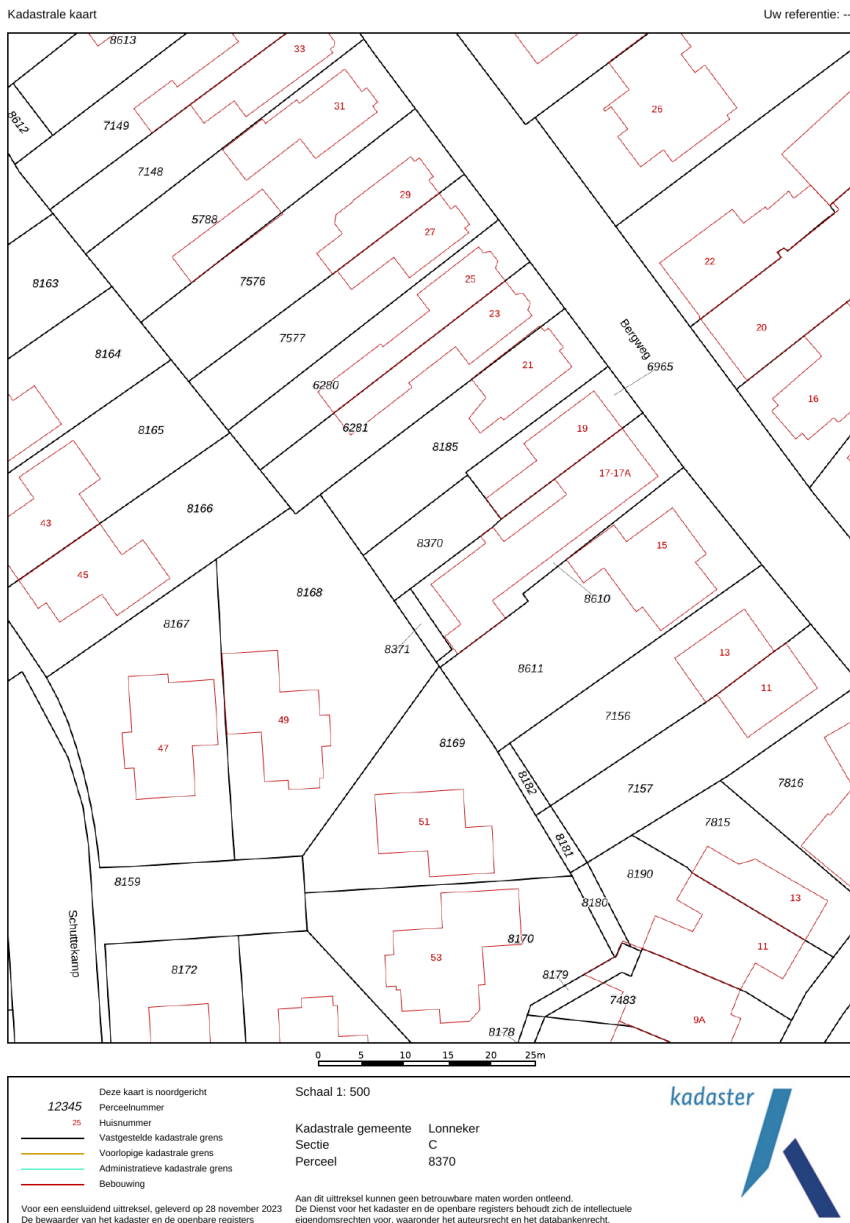 Kadastrale kaart
Uw referentie: --
8613
33
26
8612
7149
31
7148
29
5788
27
22
8163
7576
25
23
20
Bergweg
7577
6965
8164
21
16
6280
8165
6281
8185
19
17-17A
43
8166
8370
15
45
8168
8610
8167
8371
8611
13
11
7156
49
47
8169
8182
7157
7816
51
8181
7815
8159
8190
13
8180
Schuttekamp
8170
11
53
8172
8179
7483
9A
8178
0 5 10 15 20 25m
Deze kaart is noordgericht
12345 Perceelnummer
25 Huisnummer
Vastgestelde kadastrale grens
Voorlopige kadastrale grens
Administratieve kadastrale grens
Bebouwing
Voor een eensluidend uittreksel, geleverd op 28 november 2023
De bewaarder van het kadaster en de openbare registers
Schaal 1: 500
Kadastrale gemeente Lonneker
Sectie C
Perceel 8370
Aan dit uittreksel kunnen geen betrouwbare maten worden ontleend.
De Dienst voor het kadaster en de openbare registers behoudt zich de intellectuele
eigendomsrechten voor, waaronder het auteursrecht en het databankenrecht.
kadaster